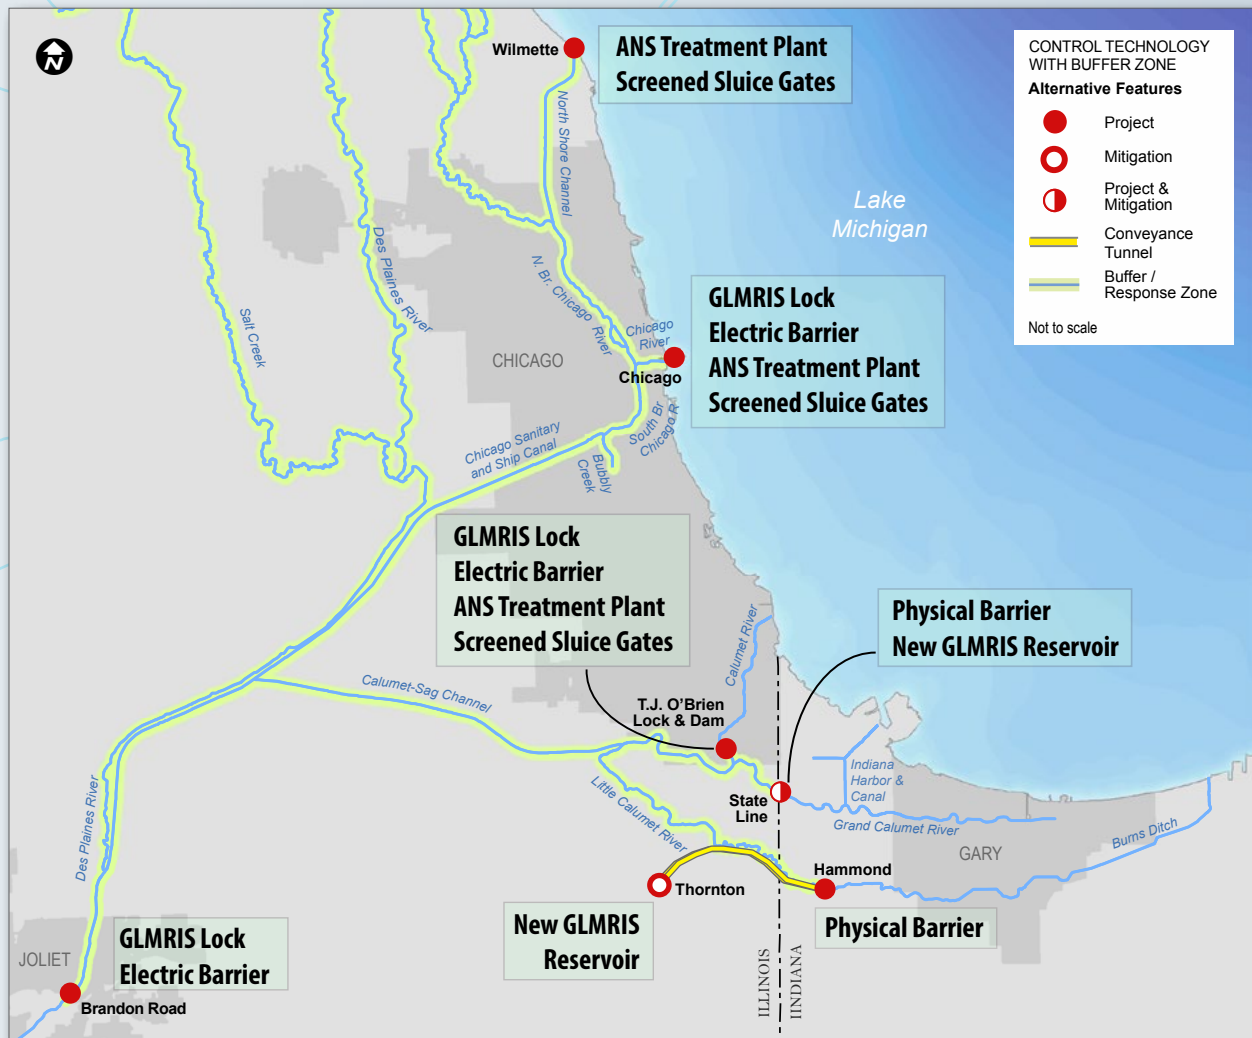 N
Wilmette
ANS Treatment Plant
Screened Sluice Gates
CONTROL TECHNOLOGY
WITH BUFFER ZONE
Alternative Features
Project
Mitigation
Project &
Mitigation
Conveyance
Tunnel
Buffer /
Response Zone
Not to scale
North Shore Channel
Lake
Michigan
Des Plaines River
Salt Creek
N. Br. Chicago
River
Chicago
River
CHICAGO
Chicago
GLMRIS Lock
Electric Barrier
ANS Treatment Plant
Screened Sluice Gates
South Br
Chicago R
Chicago Sanitary
and Ship Canal
Bubbly
Creek
GLMRIS Lock
Electric Barrier
ANS Treatment Plant
Screened Sluice Gates
Physical Barrier
New GLMRIS Reservoir
Calumet River
Calumet-Sag Channel
T.J. O'Brien
Lock & Dam
Indiana
Harbor &
Canal
State
Line
Grand Calumet River
Little Calumet River
Burns Ditch
GARY
Des Plaines River
Hammond
Thornton
New GLMRIS
Reservoir
Physical Barrier
ILLINOIS
IINDIANA
JOLIET
GLMRIS Lock
Electric Barrier
Brandon Road